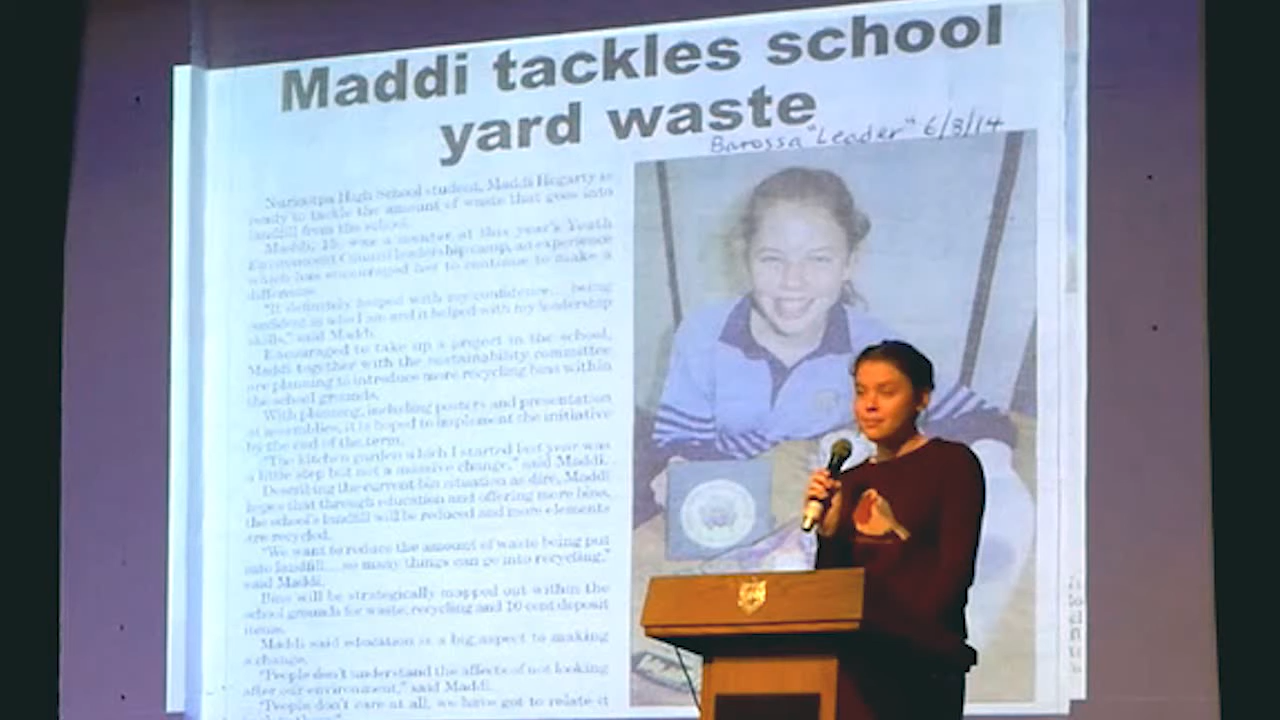 Maddi tackles school
yard waste
Barossa "Leader" 6/3/14
Nuriootpa High School student, Maddi Hegarty is
ready to tackle the amount of waste that goes into
landfill from the school.
Maddi, 15, was a mentor at this year's Youth
Environment Council leadership camp, an experience
which has encouraged her to continue to make a
difference.
"It definitely helped with my confidence... being
confident in who I am and it helped with my leadership
skills," said Maddi.
Encouraged to take up a project in the school,
Maddi together with the sustainability committee
are planning to introduce more recycling bins within
the school grounds.
With planning, including posters and presentation
at assemblies, it is hoped to implement the initiative
by the end of the term.
"The kitchen garden which I started last year was
a little step but not a massive change," said Maddi.
Describing the current bin situation as dire, Maddi
hopes that through education and offering more bins,
the school's landfill will be reduced and more elements
are recycled.
"We want to reduce the amount of waste being put
into landfill... so many things can go into recycling,"
said Maddi.
Bins will be strategically mapped out within the
school grounds for waste, recycling and 10 cent deposit
items.
Maddi said education is a big aspect to making
a change.
"People don't understand the affects of not looking
after our environment," said Maddi.
"People don't care at all, we have got to relate it